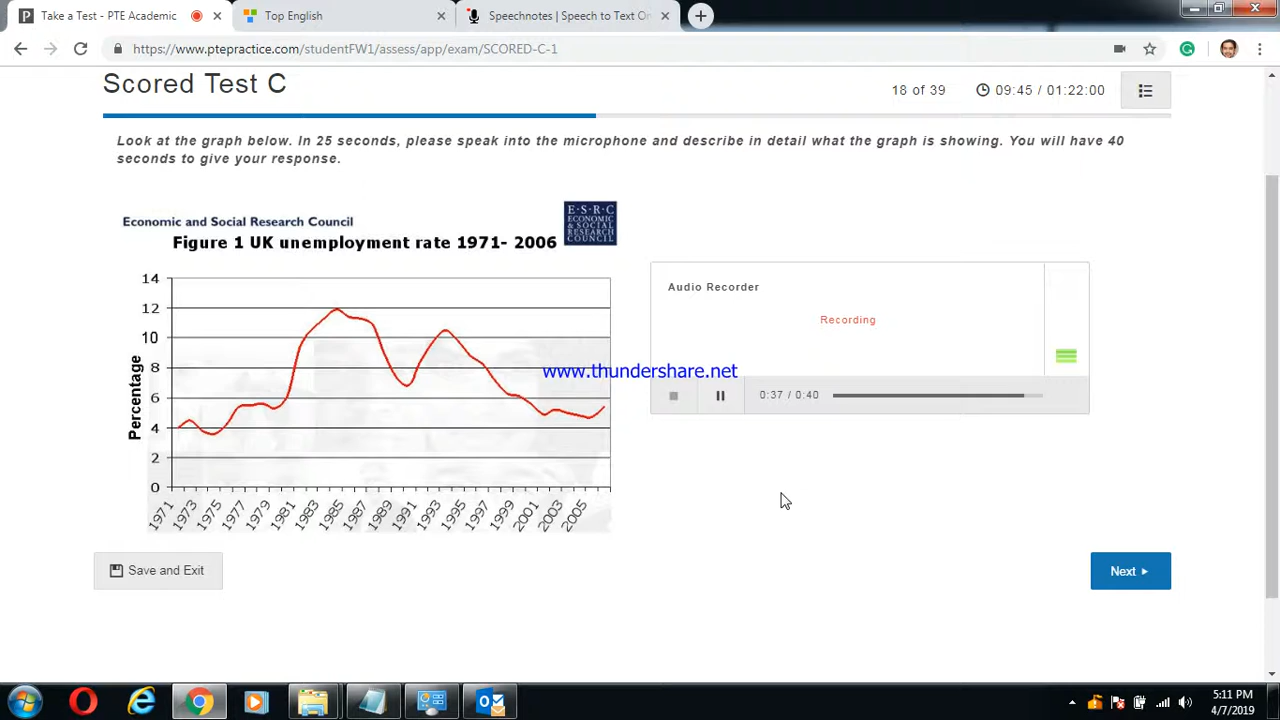 Take a Test - PTE Academic
Top English
Speechnotes | Speech to Text On
https://www.ptepractice.com/studentFW1/assess/app/exam/SCORED-C-1
Scored Test C
18 of 39
09:45 / 01:22:00
Look at the graph below. In 25 seconds, please speak into the microphone and describe in detail what the graph is showing. You will have 40
seconds to give your response.
Economic and Social Research Council
E·S·R·C
ECONOMIC
& SOCIAL
RESEARCH
COUNCIL
Figure 1 UK unemployment rate 1971- 2006
14
12
10
8
6
4
2
0
Percentage
1971
1973
1975
1977
1979
1981
1983
1985
1987
1989
1991
1993
1995
1997
1999
2001
2003
2005
Audio Recorder
Recording
www.thundershare.net
0:37 / 0:40
Save and Exit
Next
5:11 PM
4/7/2019